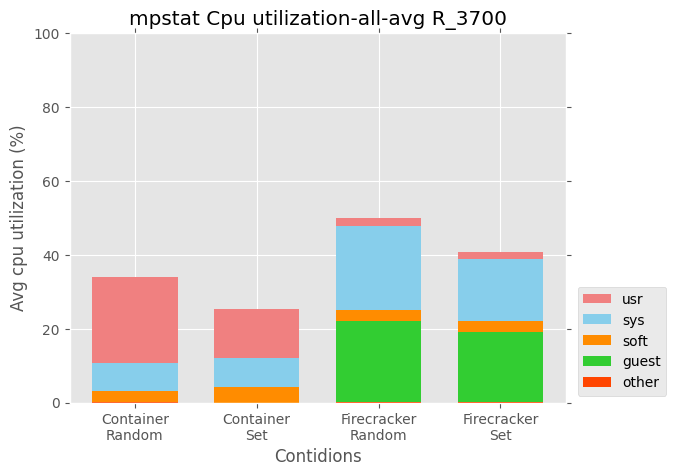 mpstat Cpu utilization-all-avg R_3700
Avg cpu utilization (%)
100
80
60
40
20
0
Container
Random
Container
Set
Firecracker
Random
Firecracker
Set
Contidions
usr
sys
soft
guest
other